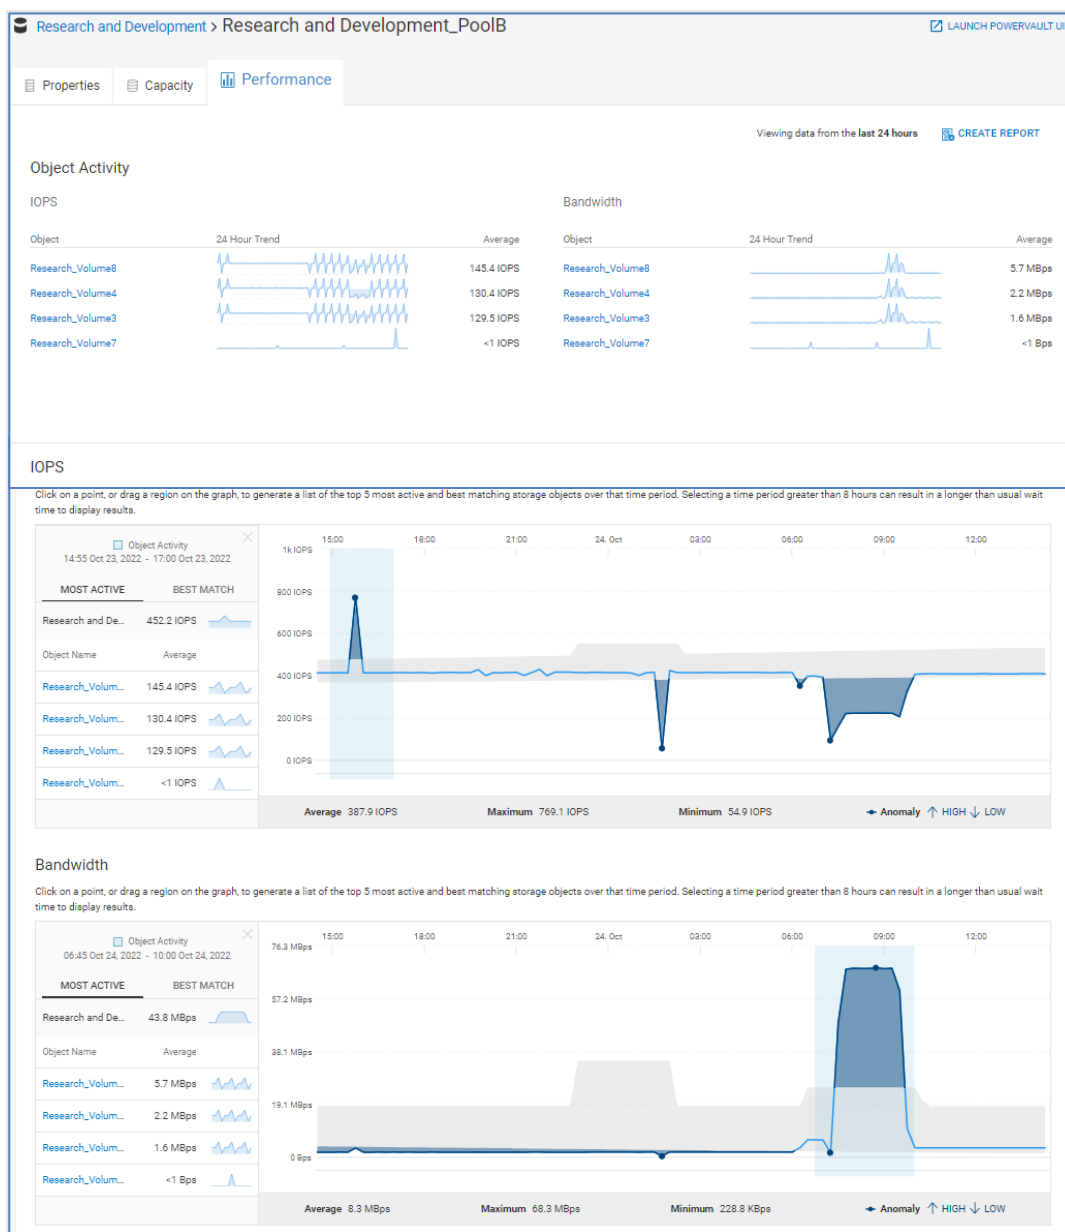 Research and Development > Research and Development_PoolB
LAUNCH POWERVAULT UI
Properties
Capacity
Performance
Viewing data from the last 24 hours
CREATE REPORT
Object Activity
IOPS
Object 24 Hour Trend Average
Research_Volume8 145.4 IOPS
Research_Volume4 130.4 IOPS
Research_Volume3 129.5 IOPS
Research_Volume7 <1 IOPS
Bandwidth
Object 24 Hour Trend Average
Research_Volume8 5.7 MBps
Research_Volume4 2.2 MBps
Research_Volume3 1.6 MBps
Research_Volume7 <1 Bps
IOPS
Click on a point, or drag a region on the graph, to generate a list of the top 5 most active and best matching storage objects over that time period. Selecting a time period greater than 8 hours can result in a longer than usual wait
time to display results.
Object Activity
14:55 Oct 23, 2022 - 17:00 Oct 23, 2022
MOST ACTIVE BEST MATCH
Research and De... 452.2 IOPS
Object Name Average
Research_Volum... 145.4 IOPS
Research_Volum... 130.4 IOPS
Research_Volum... 129.5 IOPS
Research_Volum... <1 IOPS
15:00 18:00 21:00 24. Oct 03:00 06:00 09:00 12:00
1k IOPS
800 IOPS
600 IOPS
400 IOPS
200 IOPS
0 IOPS
Average 387.9 IOPS Maximum 769.1 IOPS Minimum 54.9 IOPS Anomaly HIGH LOW
Bandwidth
Click on a point, or drag a region on the graph, to generate a list of the top 5 most active and best matching storage objects over that time period. Selecting a time period greater than 8 hours can result in a longer than usual wait
time to display results.
Object Activity
06:45 Oct 24, 2022 - 10:00 Oct 24, 2022
MOST ACTIVE BEST MATCH
Research and De... 43.8 MBps
Object Name Average
Research_Volum... 5.7 MBps
Research_Volum... 2.2 MBps
Research_Volum... 1.6 MBps
Research_Volum... <1 Bps
15:00 18:00 21:00 24. Oct 03:00 06:00 09:00 12:00
76.3 MBps
57.2 MBps
38.1 MBps
19.1 MBps
0 Bps
Average 8.3 MBps Maximum 68.3 MBps Minimum 228.8 KBps Anomaly HIGH LOW